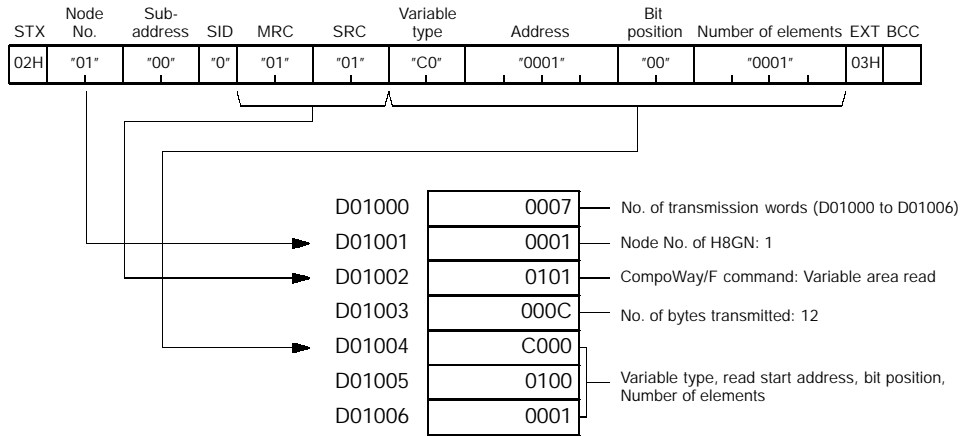 STX Node No. Sub-address SID MRC SRC Variable type Address Bit position Number of elements EXT BCC
02H "01" "00" "0" "01" "01" "C0" "0001" "00" "0001" 03H
D01000 0007 No. of transmission words (D01000 to D01006)
D01001 0001 Node No. of H8GN: 1
D01002 0101 CompoWay/F command: Variable area read
D01003 000C No. of bytes transmitted: 12
D01004 C000
D01005 0100 Variable type, read start address, bit position,
Number of elements
D01006 0001